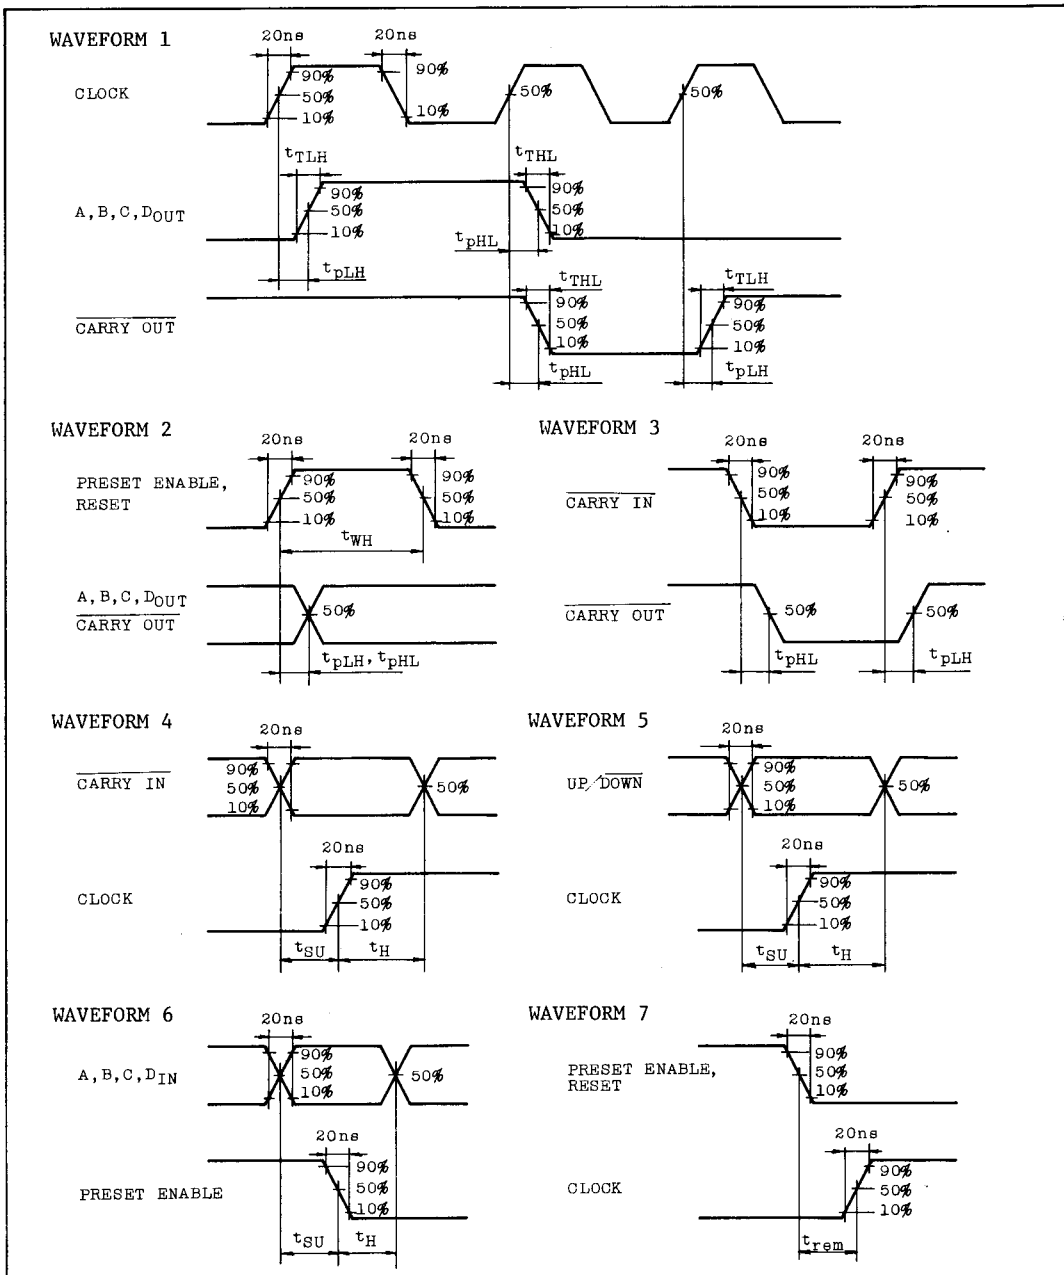 WAVEFORM 1
20ns 20ns
CLOCK
90%
50%
10%
90%
10%
50%
50%
tTLH tTHL
A,B,C,DOUT
90%
50%
10%
90%
50%
10%
tpLH tpHL
tTHL tTLH
CARRY OUT
90%
50%
10%
90%
50%
10%
tpHL tpLH
WAVEFORM 2
20ns 20ns
PRESET ENABLE,
RESET
90%
50%
10%
90%
50%
10%
tWH
A,B,C,DOUT
CARRY OUT
50%
tpLH,tpHL
WAVEFORM 3
20ns 20ns
CARRY IN
90%
50%
10%
90%
50%
10%
CARRY OUT
50%
50%
tpHL tpLH
WAVEFORM 4
20ns
CARRY IN
90%
50%
10%
50%
20ns
CLOCK
90%
50%
10%
tSU tH
WAVEFORM 5
20ns
UP/DOWN
90%
50%
10%
50%
20ns
CLOCK
90%
50%
10%
tSU tH
WAVEFORM 6
20ns
A,B,C,DIN
90%
50%
10%
50%
20ns
PRESET ENABLE
90%
50%
10%
tSU tH
WAVEFORM 7
20ns
PRESET ENABLE,
RESET
90%
50%
10%
20ns
CLOCK
90%
50%
10%
trem